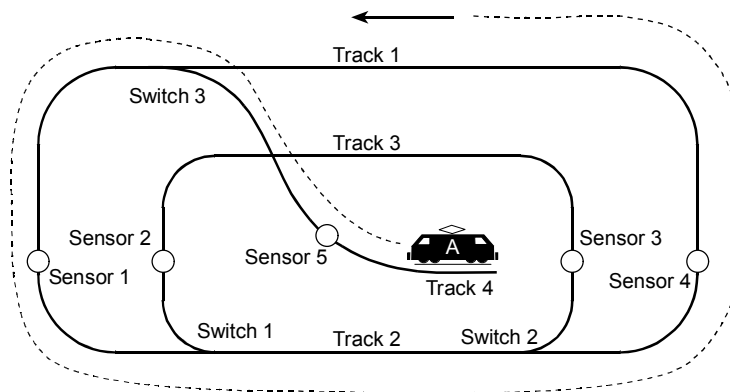 Track 1
Switch 3
Track 3
Sensor 2
Sensor 3
A
Sensor 5
Sensor 1
Sensor 4
Track 4
Switch 1
Track 2
Switch 2